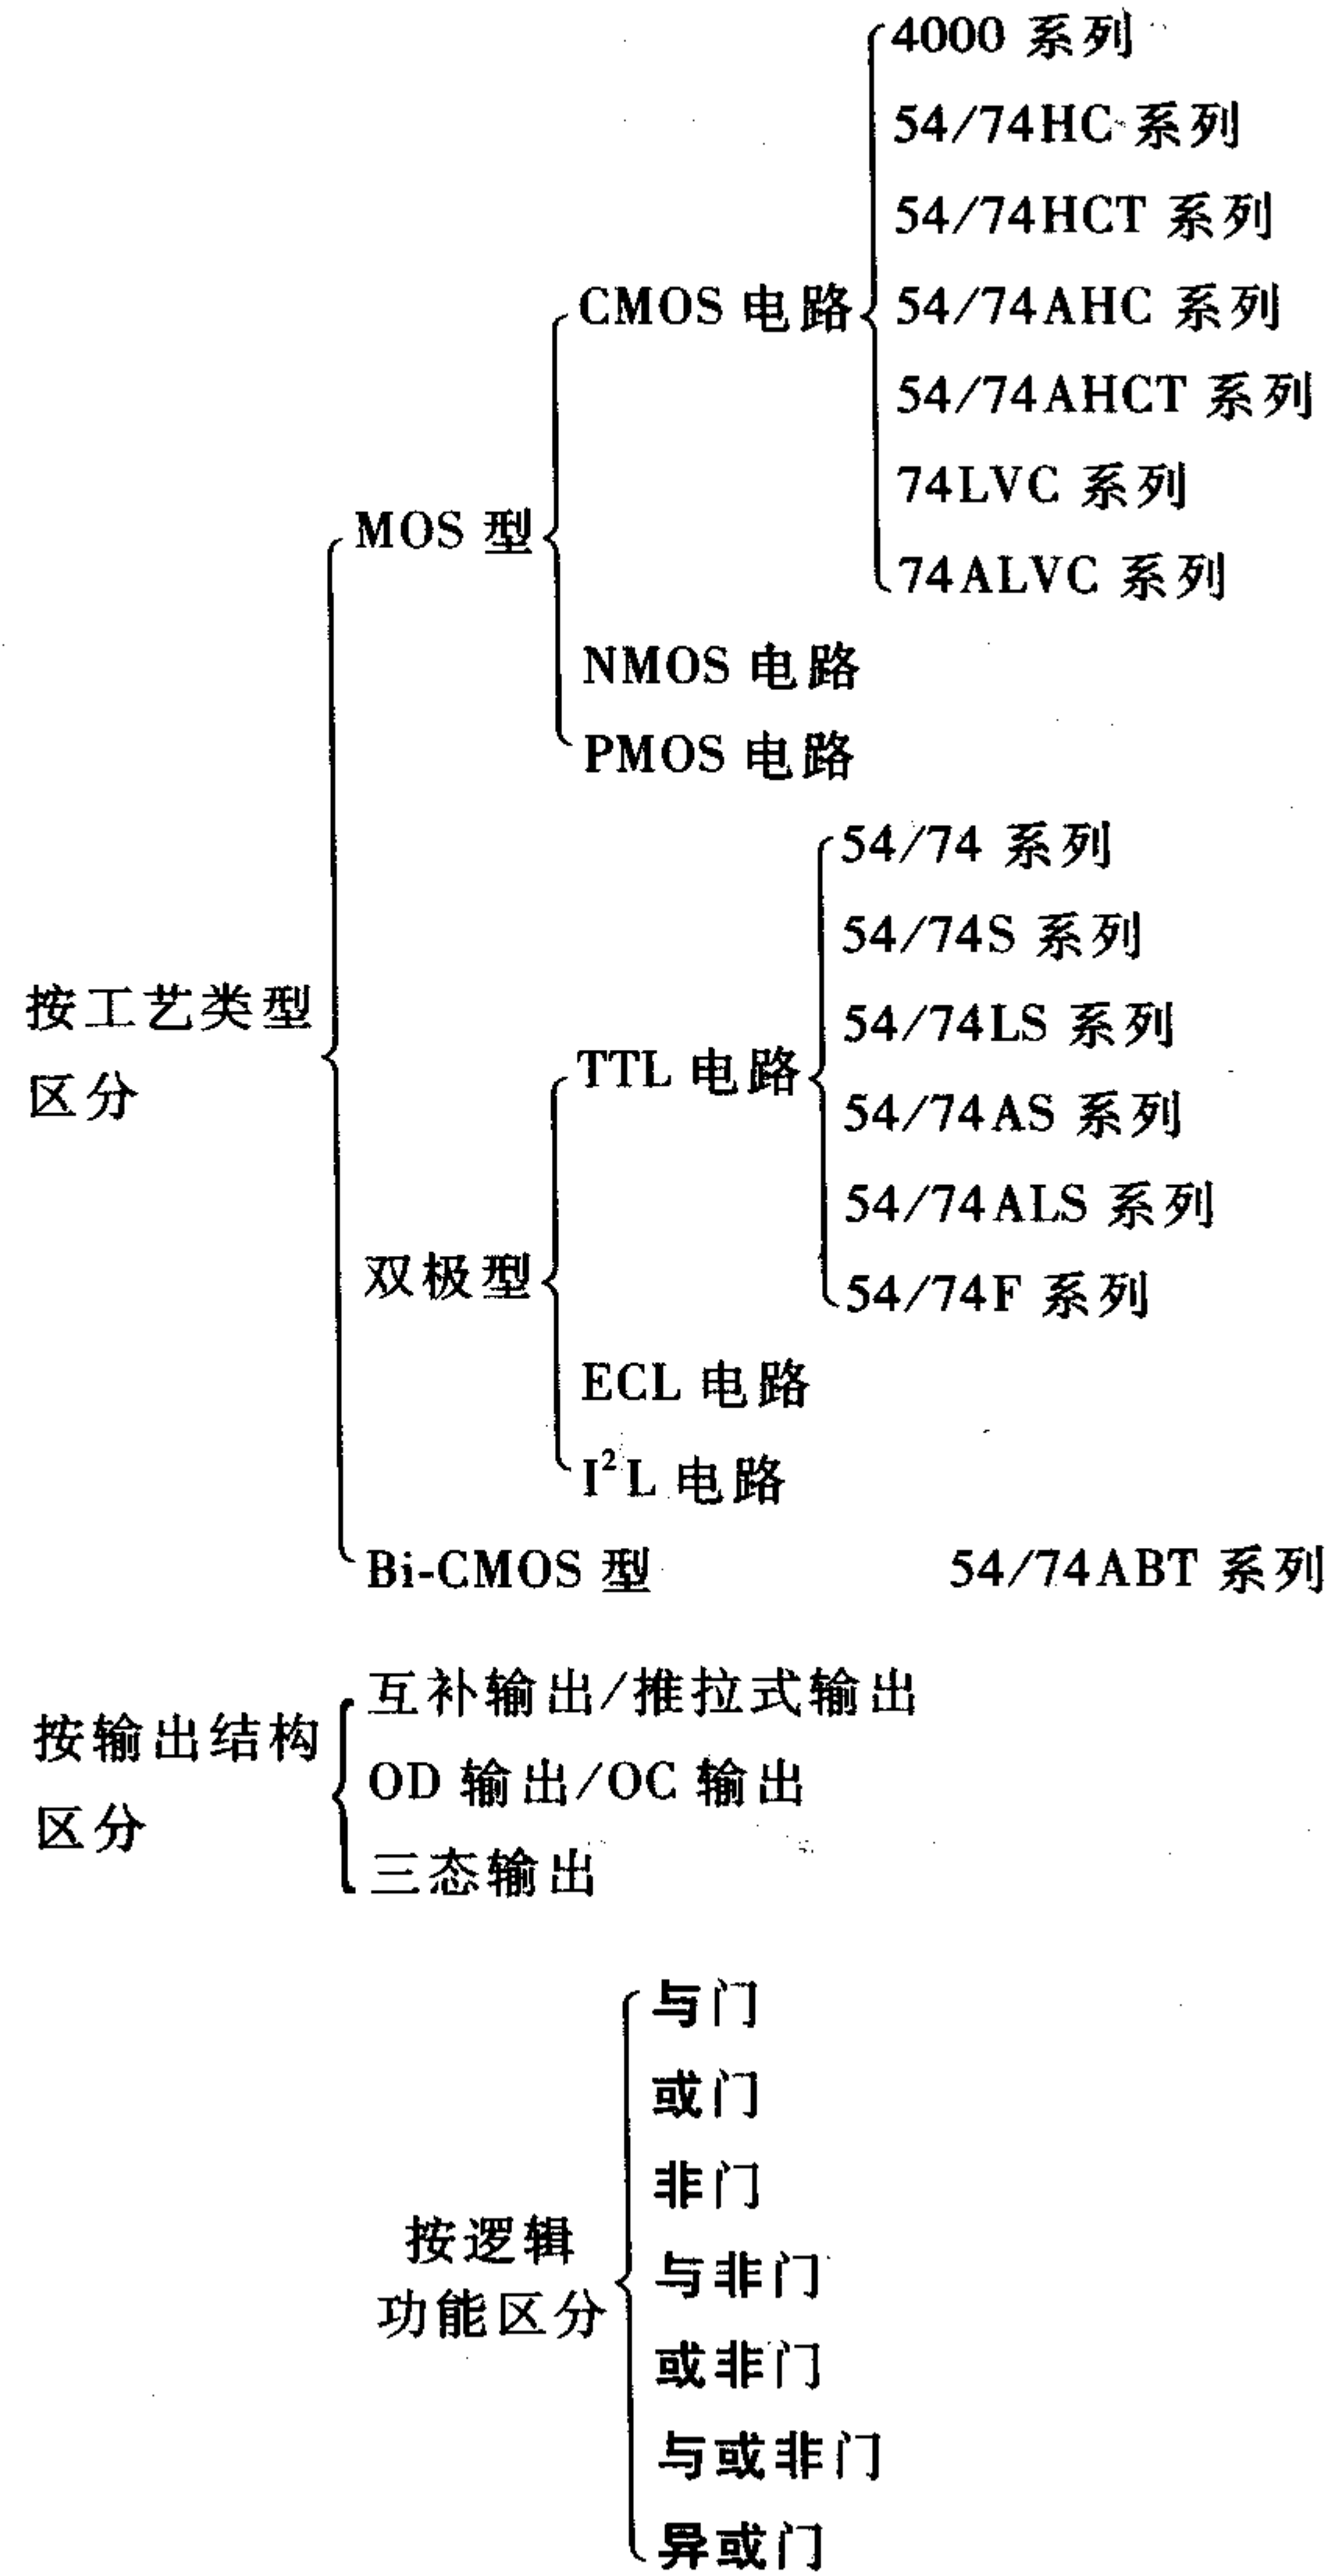 4000 系列
54/74HC 系列
54/74HCT 系列
CMOS 电路
54/74AHC 系列
54/74AHCT 系列
74LVC 系列
MOS 型
74ALVC 系列
NMOS 电路
PMOS 电路
54/74 系列
54/74S 系列
按工艺类型
区分
54/74LS 系列
TTL 电路
54/74AS 系列
54/74ALS 系列
双极型
54/74F 系列
ECL 电路
I²L 电路
Bi-CMOS 型 54/74ABT 系列
按输出结构
区分
互补输出/推拉式输出
OD 输出/OC 输出
三态输出
按逻辑
功能区分
与门
或门
非门
与非门
或非门
与或非门
异或门